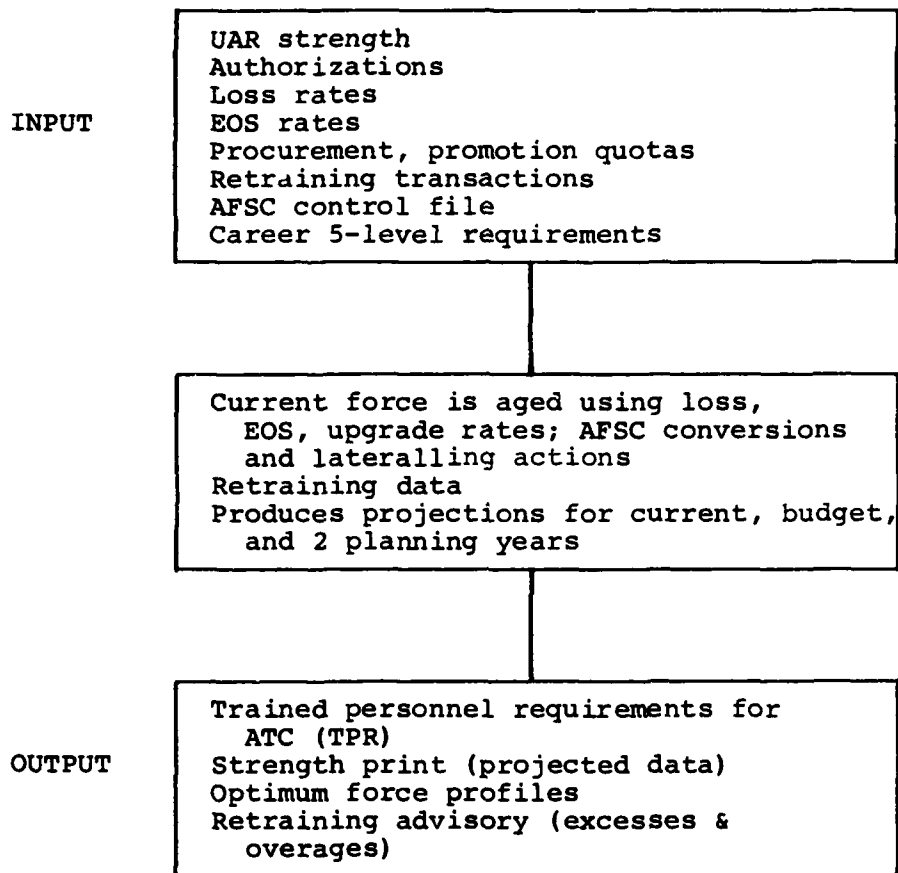 UAR strength
Authorizations
Loss rates
INPUT
EOS rates
Procurement, promotion quotas
Retraining transactions
AFSC control file
Career 5-level requirements
Current force is aged using loss,
EOS, upgrade rates; AFSC conversions
and lateralling actions
Retraining data
Produces projections for current, budget,
and 2 planning years
Trained personnel requirements for
ATC (TPR)
OUTPUT
Strength print (projected data)
Optimum force profiles
Retraining advisory (excesses &
overages)